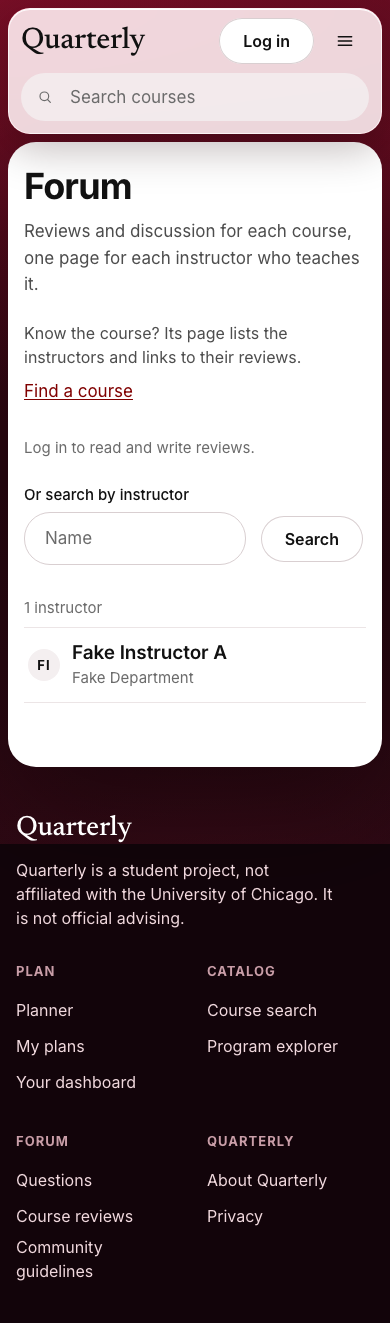 Quarterly
Log in
Search courses
Forum
Reviews and discussion for each course,
one page for each instructor who teaches
it.
Know the course? Its page lists the
instructors and links to their reviews.
Find a course
Log in to read and write reviews.
Or search by instructor
Name
Search
1 instructor
FI
Fake Instructor A
Fake Department
Quarterly
Quarterly is a student project, not
affiliated with the University of Chicago. It
is not official advising.
PLAN
Planner
My plans
Your dashboard
CATALOG
Course search
Program explorer
FORUM
Questions
Course reviews
Community
guidelines
QUARTERLY
About Quarterly
Privacy